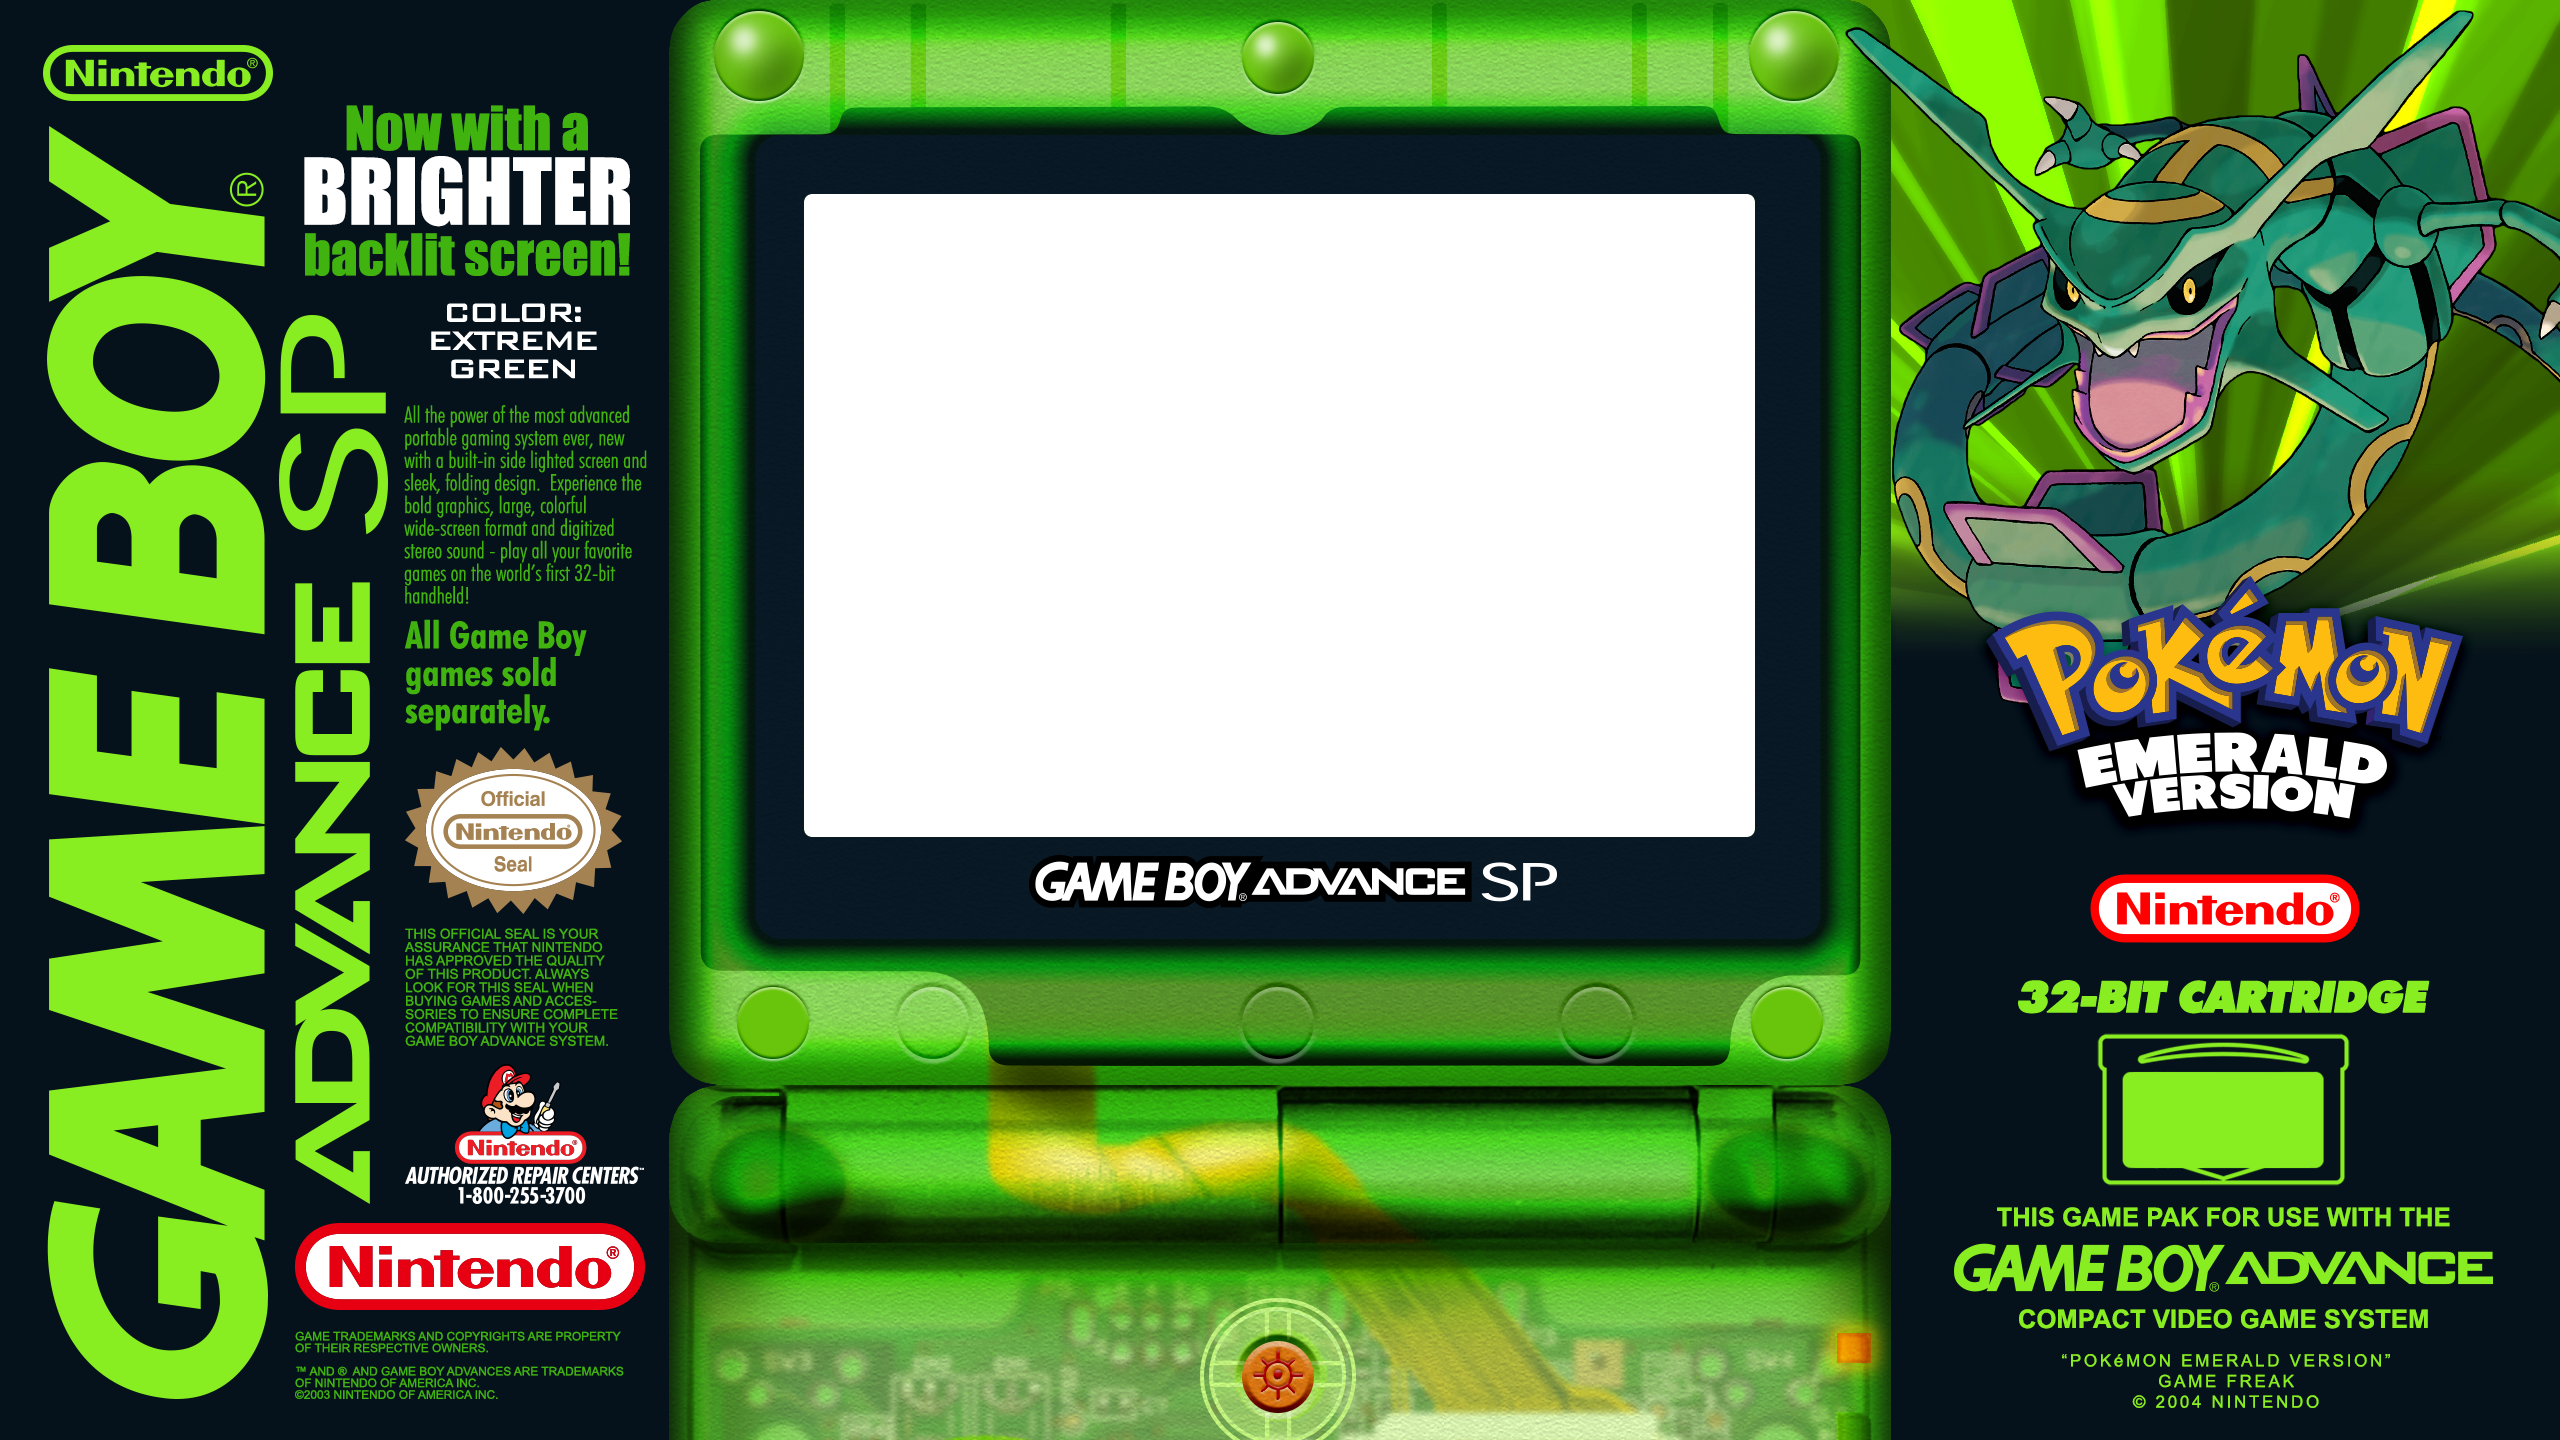 Nintendo®
GAME BOY®
ADVANCE SP
Now with a
BRIGHTER
backlit screen!
COLOR:
EXTREME
GREEN
All the power of the most advanced
portable gaming system ever, new
with a built-in side lighted screen and
sleek, folding design. Experience the
bold graphics, large, colorful
wide-screen format and digitized
stereo sound - play all your favorite
games on the world's first 32-bit
handheld!
All Game Boy
games sold
separately.
Official
Nintendo®
Seal
THIS OFFICIAL SEAL IS YOUR
ASSURANCE THAT NINTENDO
HAS APPROVED THE QUALITY
OF THIS PRODUCT. ALWAYS
LOOK FOR THIS SEAL WHEN
BUYING GAMES AND ACCES-
SORIES TO ENSURE COMPLETE
COMPATIBILITY WITH YOUR
GAME BOY ADVANCE SYSTEM.
M
Nintendo®
AUTHORIZED REPAIR CENTERS™
1-800-255-3700
Nintendo®
GAME TRADEMARKS AND COPYRIGHTS ARE PROPERTY
OF THEIR RESPECTIVE OWNERS.
™ AND ® AND GAME BOY ADVANCES ARE TRADEMARKS
OF NINTENDO OF AMERICA INC.
©2003 NINTENDO OF AMERICA INC.
GAME BOY® ADVANCE SP
POKéMON
EMERALD
VERSION
Nintendo®
32-BIT CARTRIDGE
THIS GAME PAK FOR USE WITH THE
GAME BOY® ADVANCE
COMPACT VIDEO GAME SYSTEM
“POKéMON EMERALD VERSION”
GAME FREAK
© 2004 NINTENDO